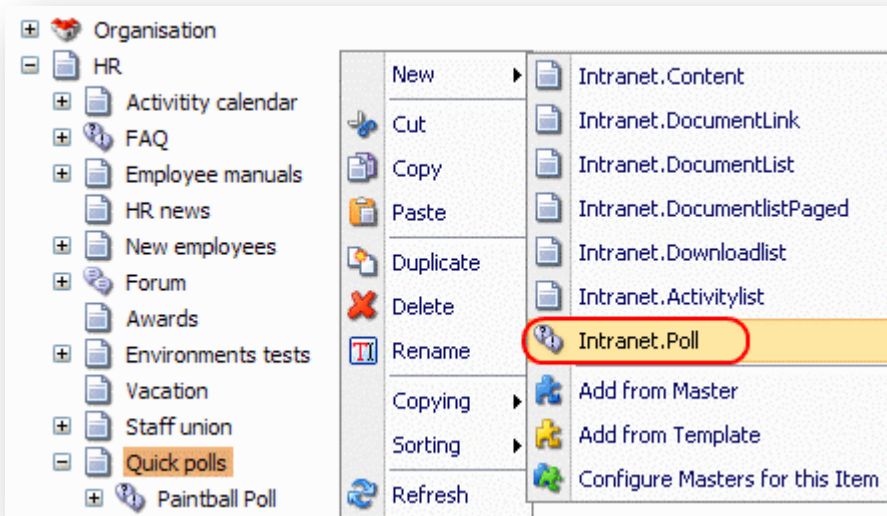 Organisation
HR
Activitity calendar
FAQ
Employee manuals
HR news
New employees
Forum
Awards
Environments tests
Vacation
Staff union
Quick polls
Paintball Poll
New
Cut
Copy
Paste
Duplicate
Delete
Rename
Copying
Sorting
Refresh
Intranet.Content
Intranet.DocumentLink
Intranet.DocumentList
Intranet.DocumentlistPaged
Intranet.Downloadlist
Intranet.Activitylist
Intranet.Poll
Add from Master
Add from Template
Configure Masters for this Item